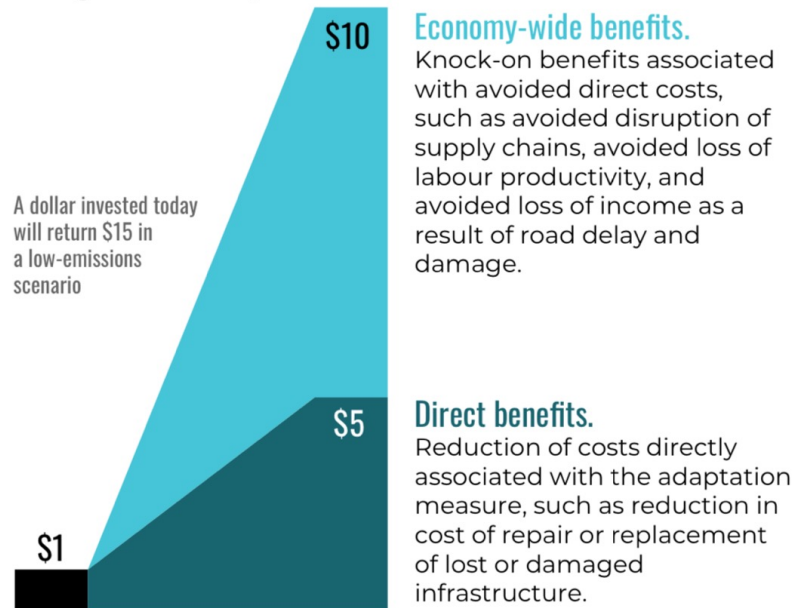 $10
Economy-wide benefits.
Knock-on benefits associated
with avoided direct costs,
such as avoided disruption of
supply chains, avoided loss of
labour productivity, and
avoided loss of income as a
result of road delay and
damage.
A dollar invested today
will return $15 in
a low-emissions
scenario
$5
Direct benefits.
Reduction of costs directly
associated with the adaptation
measure, such as reduction in
cost of repair or replacement
of lost or damaged
infrastructure.
$1